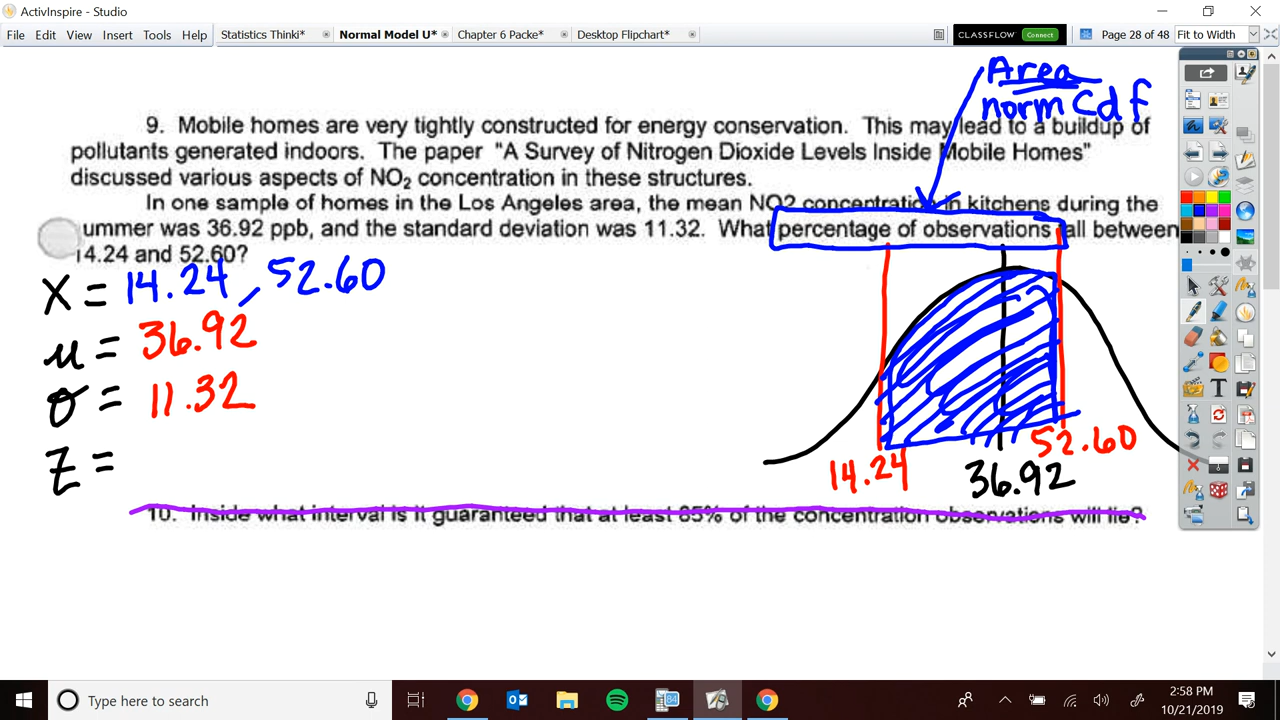 ActivInspire - Studio
File Edit View Insert Tools Help Statistics Thinki* Normal Model U* Chapter 6 Packe* Desktop Flipchart* CLASSFLOW Connect Page 28 of 48 Fit to Width
Area
normCdf
9. Mobile homes are very tightly constructed for energy conservation. This may lead to a buildup of
pollutants generated indoors. The paper "A Survey of Nitrogen Dioxide Levels Inside Mobile Homes"
discussed various aspects of NO₂ concentration in these structures.
In one sample of homes in the Los Angeles area, the mean NO2 concentration in kitchens during the
ummer was 36.92 ppb, and the standard deviation was 11.32. What percentage of observations fall between
14.24 and 52.60?
X = 14.24, 52.60
μ = 36.92
σ = 11.32
z =
14.24 36.92 52.60
10. Inside what interval is it guaranteed that at least 85% of the concentration observations will lie?
Type here to search
2:58 PM
10/21/2019